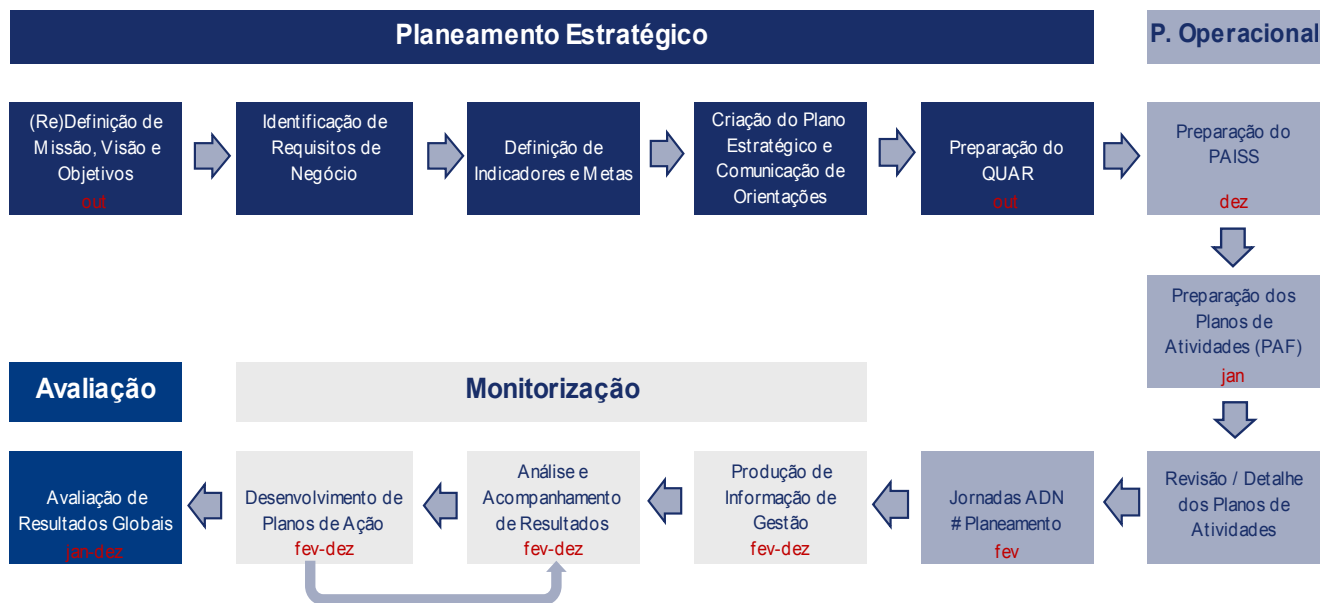 Planeamento Estratégico
P. Operacional
(Re)Definição de
Missão, Visão e
Objetivos
out
Identificação de
Requisitos de
Negócio
Definição de
Indicadores e Metas
Criação do Plano
Estratégico e
Comunicação de
Orientações
Preparação do
QUAR
out
Preparação do
PAISS
dez
Preparação dos
Planos de
Atividades (PAF)
jan
Avaliação
Monitorização
Avaliação de
Resultados Globais
jan-dez
Desenvolvimento de
Planos de Ação
fev-dez
Análise e
Acompanhamento
de Resultados
fev-dez
Produção de
Informação de
Gestão
fev-dez
Jornadas ADN
# Planeamento
fev
Revisão / Detalhe
dos Planos de
Atividades